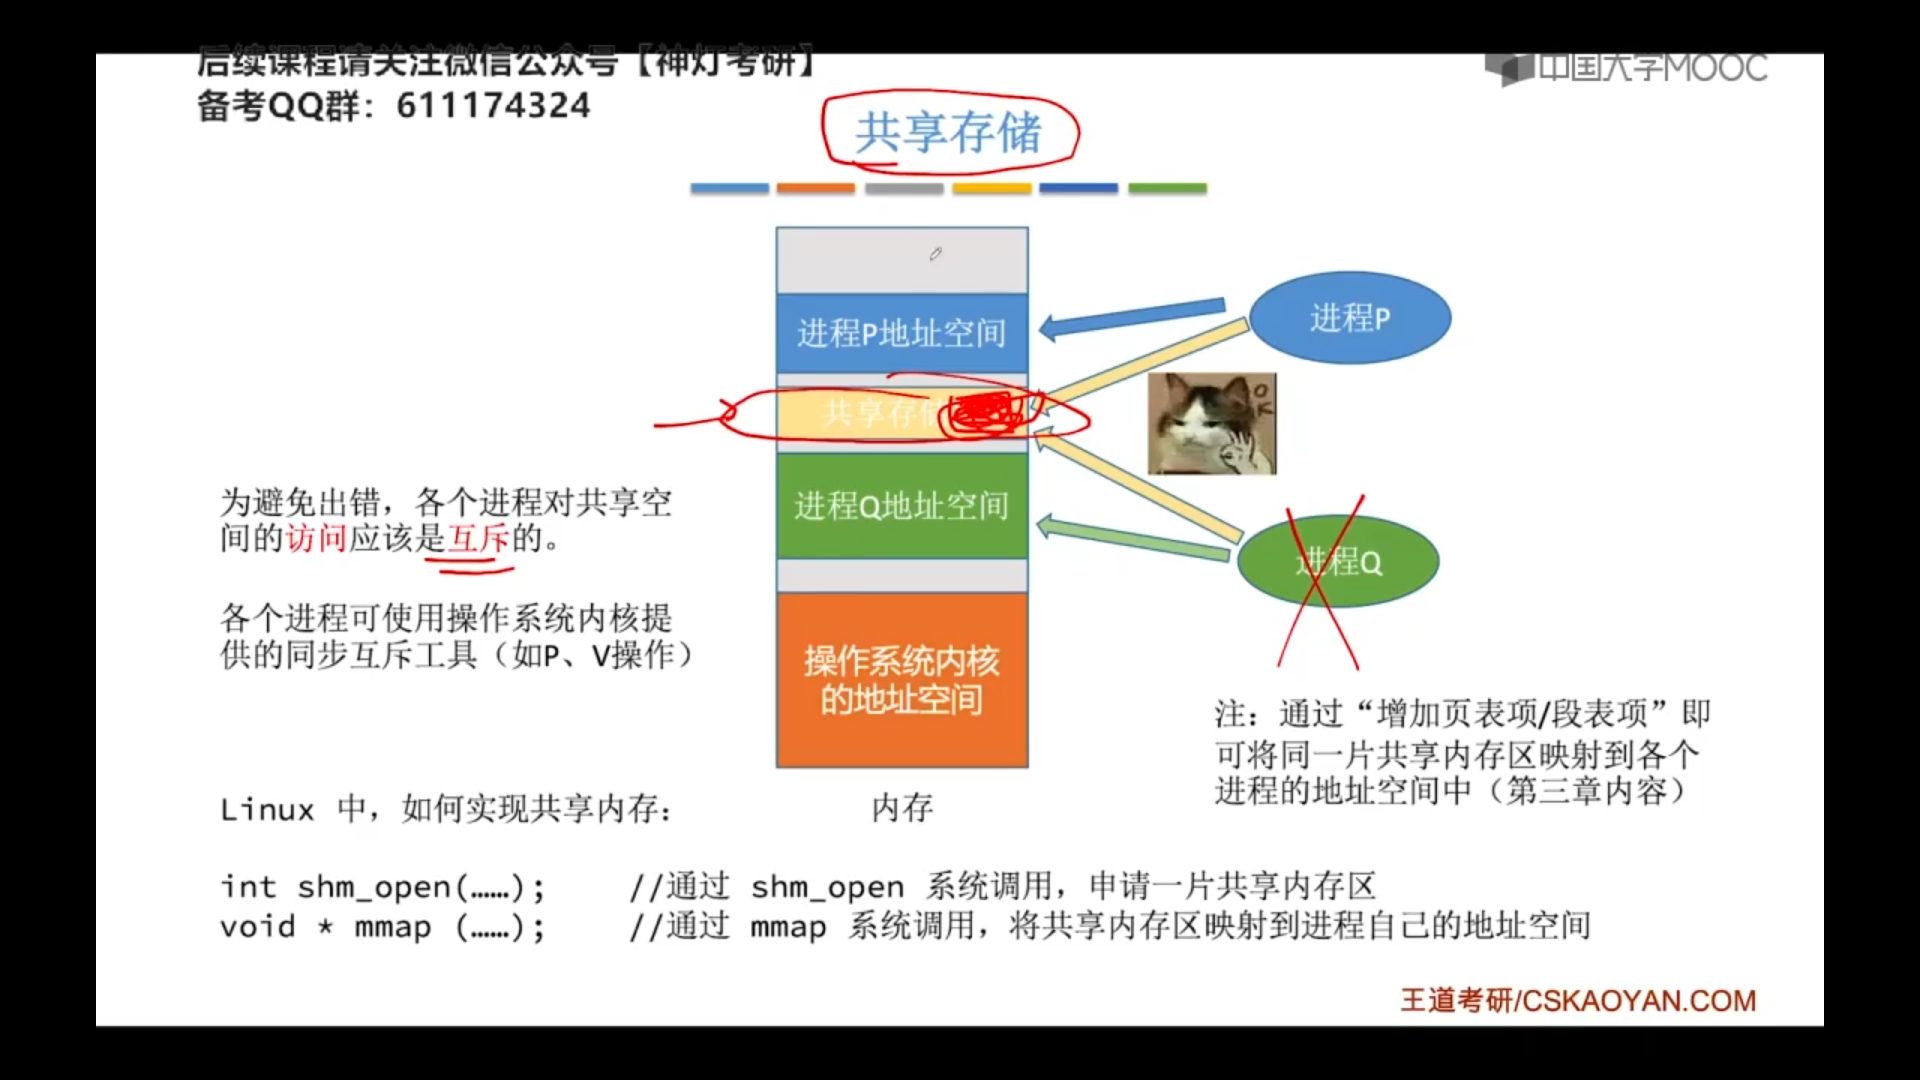 后续课程请关注微信公众号【神灯考研】
备考QQ群：611174324
中国大学MOOC
共享存储
进程P地址空间
进程P
共享存储
OK
进程Q地址空间
进程Q
为避免出错，各个进程对共享空
间的访问应该是互斥的。
各个进程可使用操作系统内核提
供的同步互斥工具（如P、V操作）
操作系统内核
的地址空间
内存
注：通过“增加页表项/段表项”即
可将同一片共享内存区映射到各个
进程的地址空间中（第三章内容）
Linux 中，如何实现共享内存：
int shm_open(……); //通过 shm_open 系统调用，申请一片共享内存区
void * mmap (……); //通过 mmap 系统调用，将共享内存区映射到进程自己的地址空间
王道考研/CSKAOYAN.COM